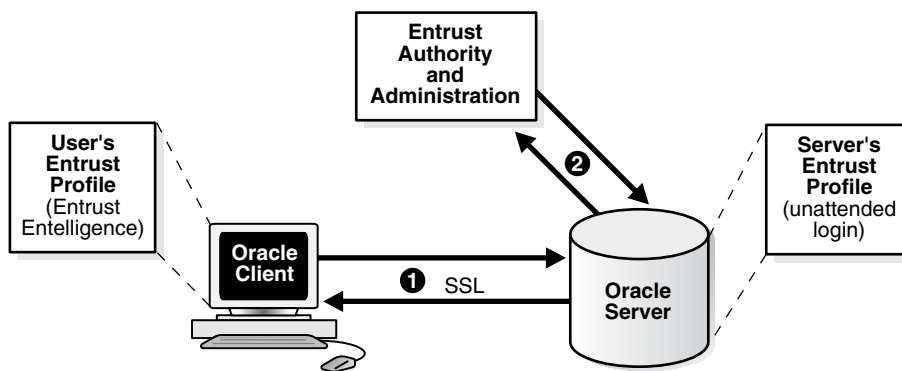 Entrust
Authority
and
Administration
User's
Entrust
Profile
(Entrust
Entelligence)
Server's
Entrust
Profile
(unattended
login)
2
Oracle
Client
1 SSL
Oracle
Server